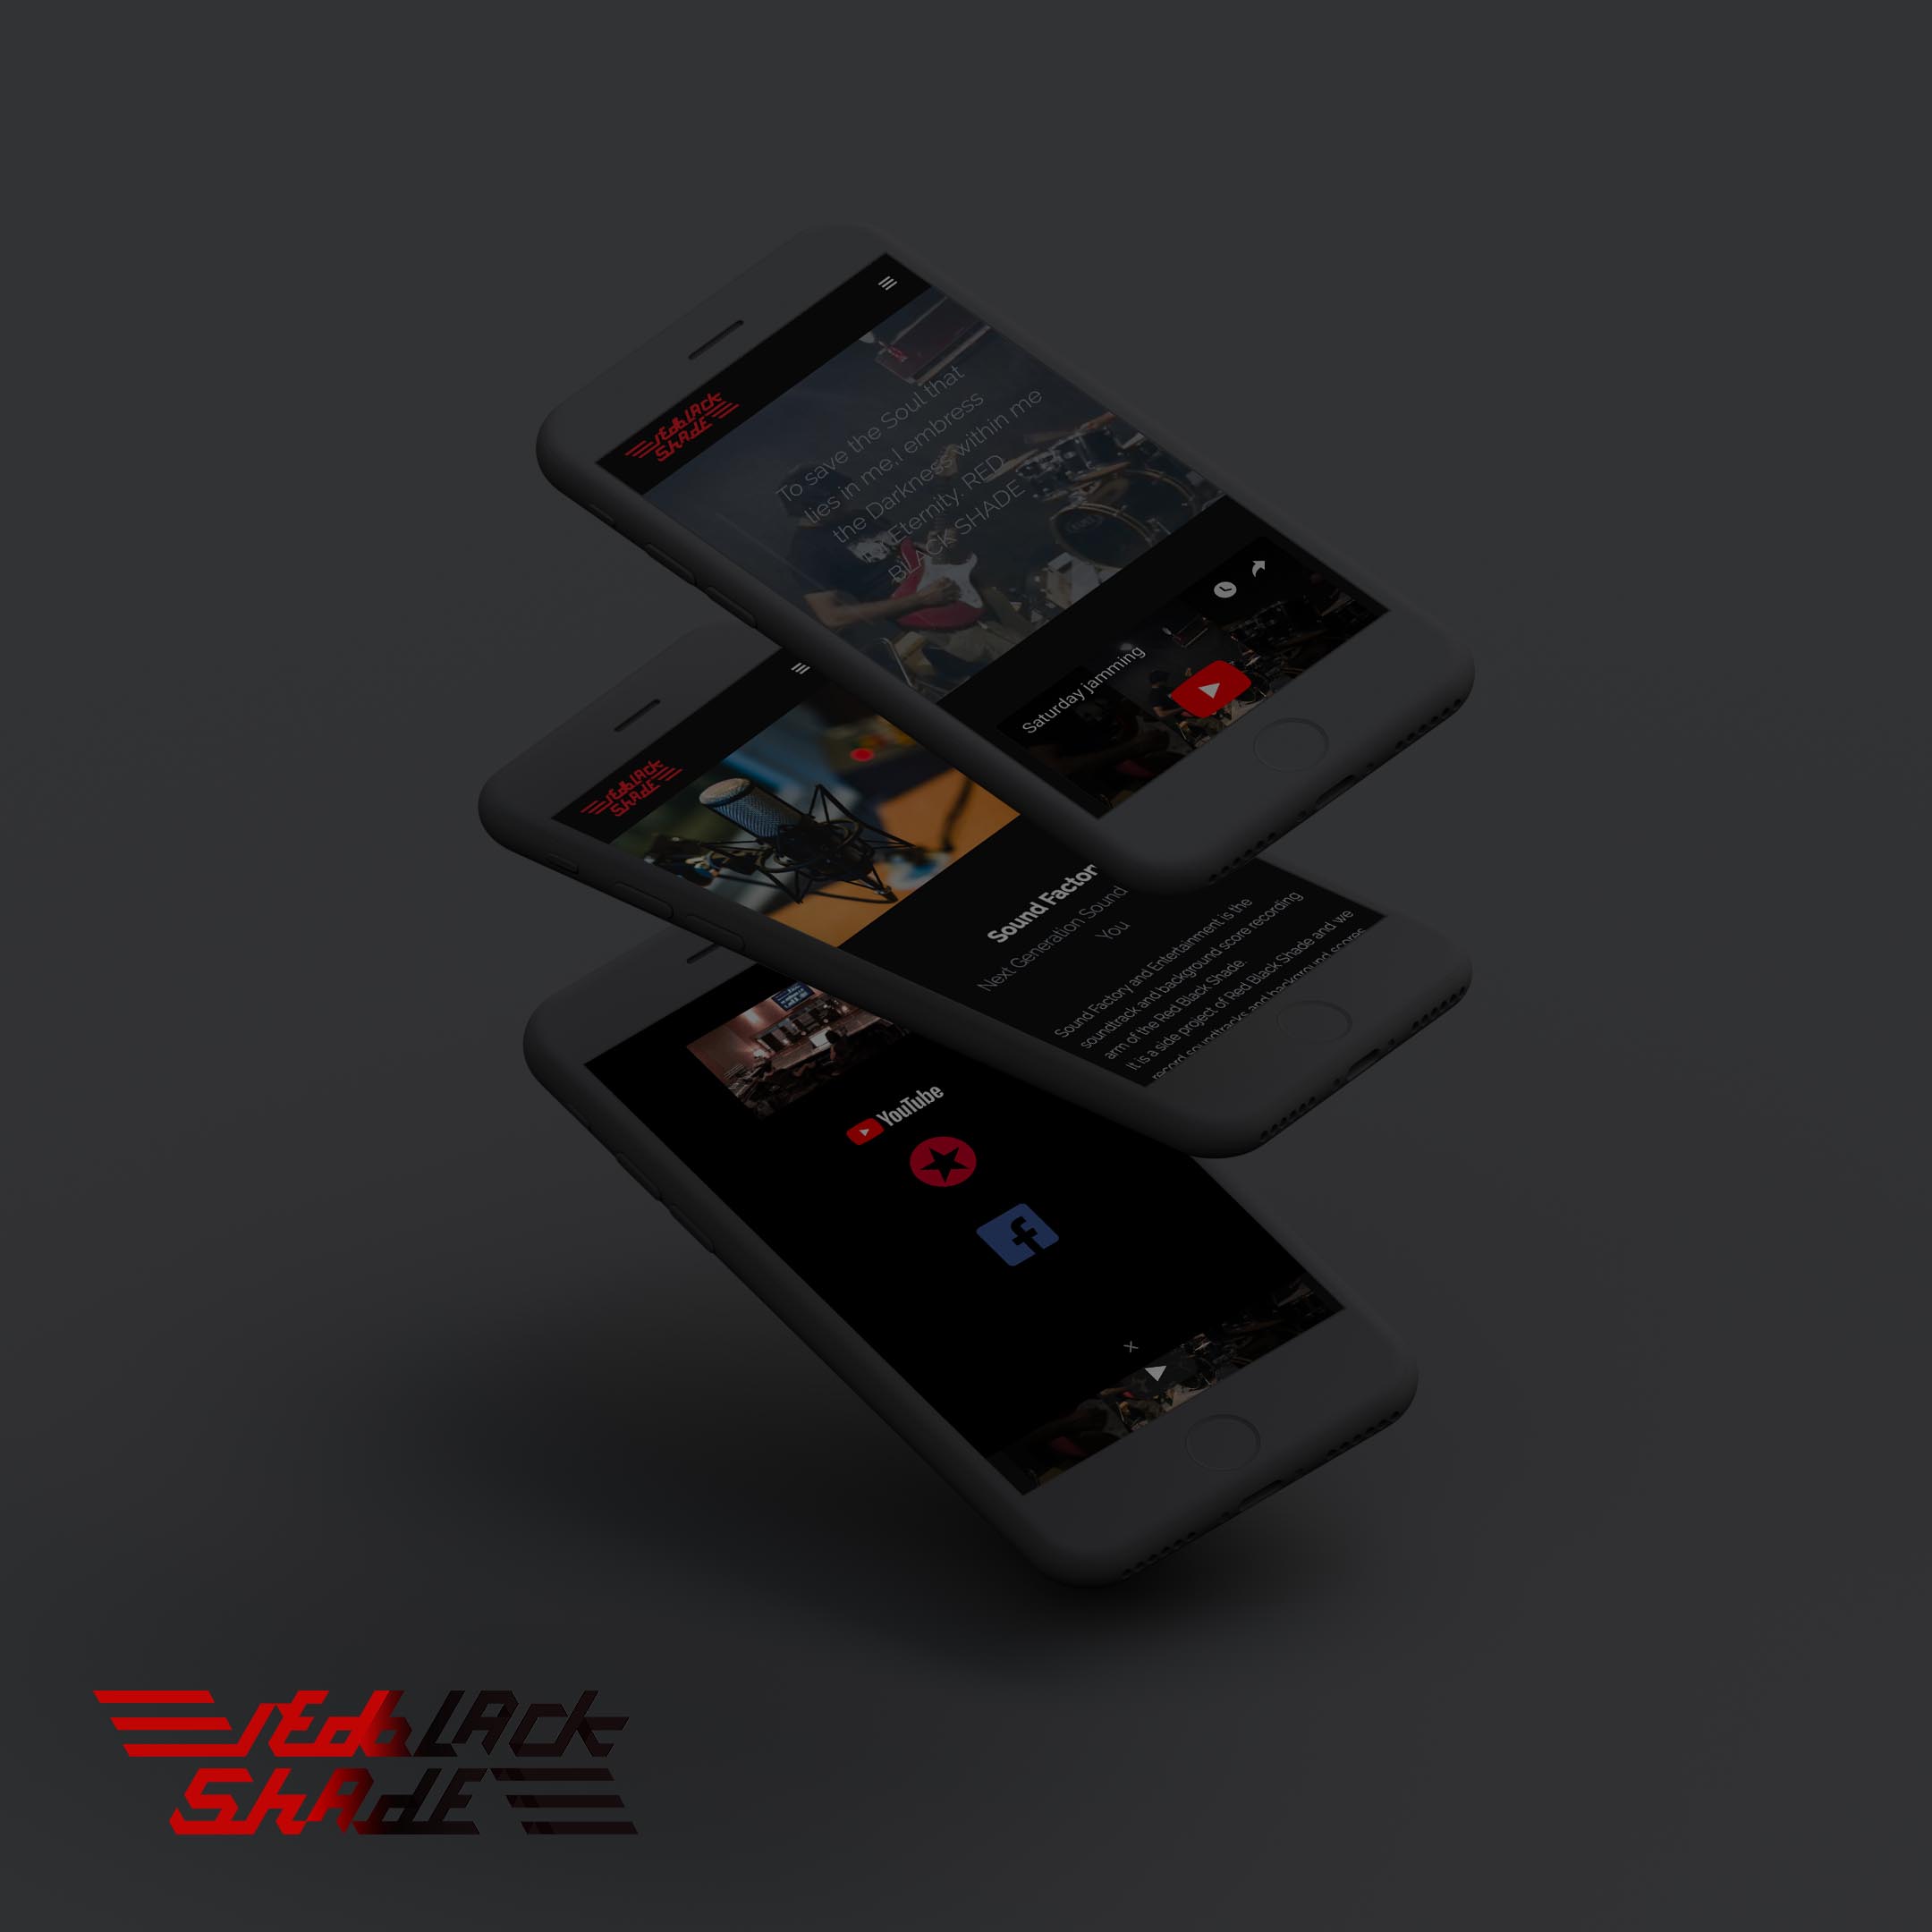 redblACk
ShAdE
To save the Soul that
lies in me,I embress
the Darkness within me
Eternity. RED
BLACK SHADE
Saturday jamming
redblACk
ShAdE
Sound Factor
Next Generation Sound
You
Sound Factory and Entertainment is the
soundtrack and background score recording
arm of the Red Black Shade.
It is a side project of Red Black Shade and we
record soundtracks and background scores
YouTube
redblACk
ShAdE